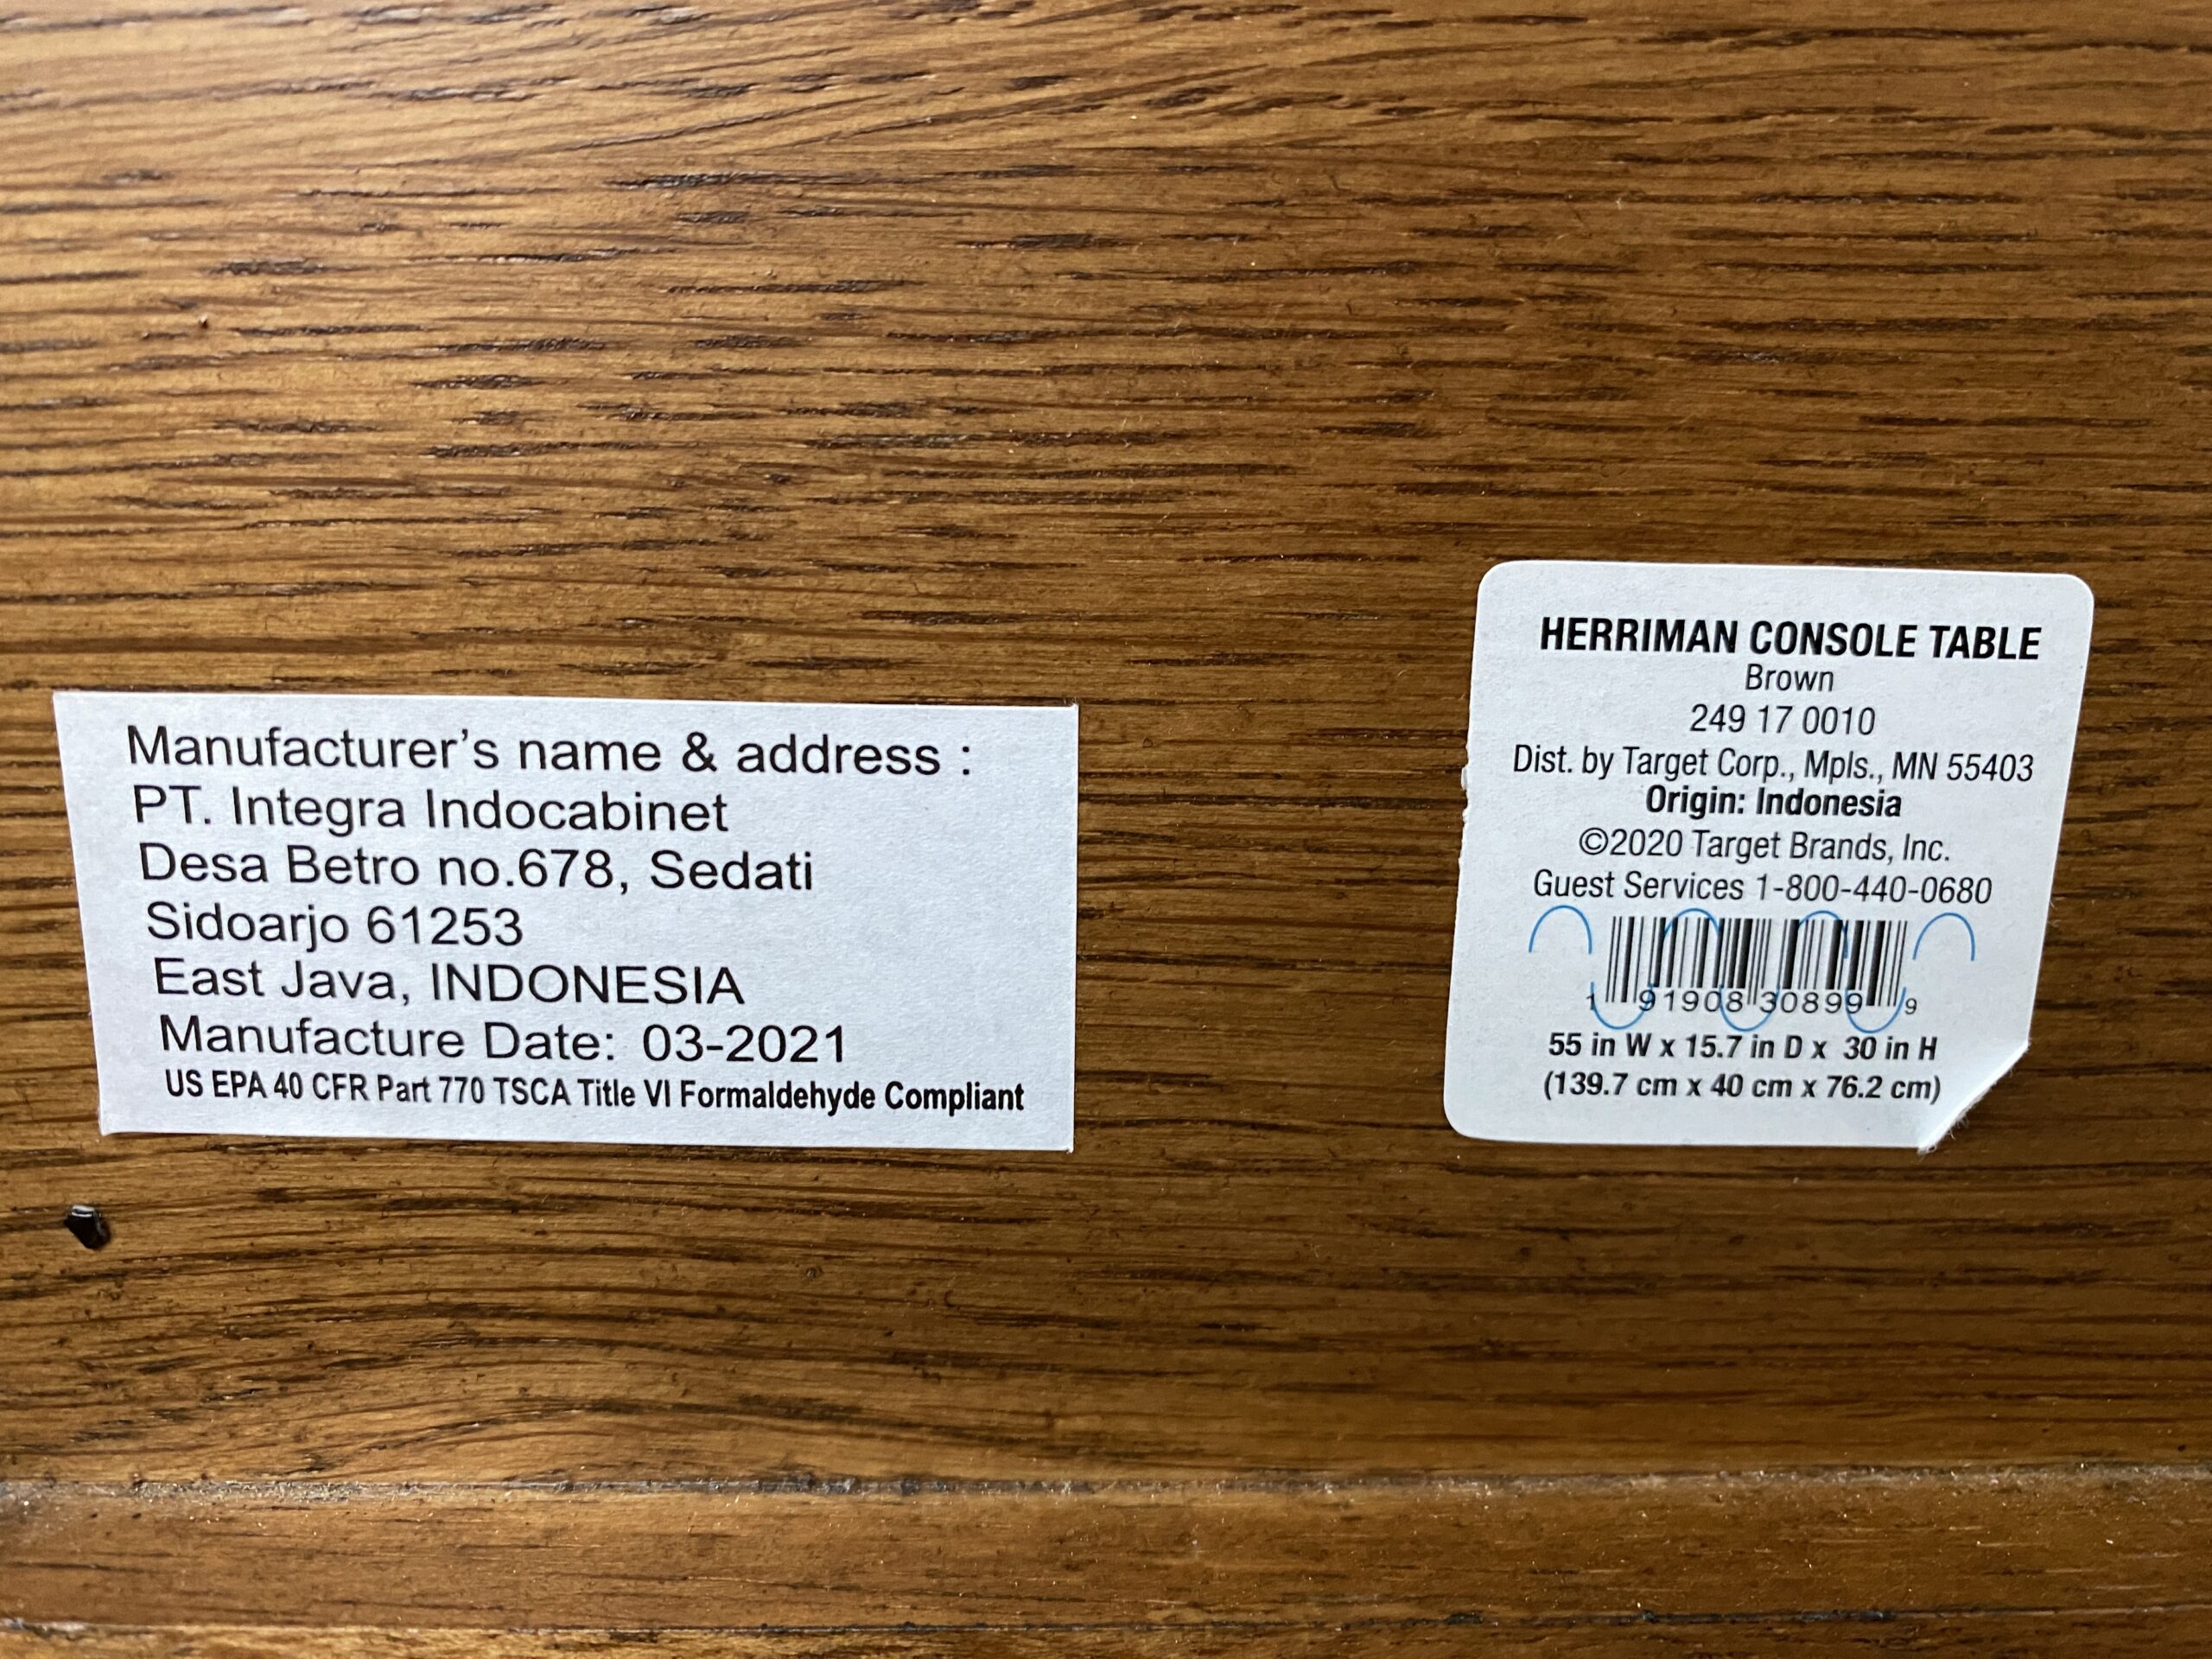 Manufacturer's name & address :
PT. Integra Indocabinet
Desa Betro no.678, Sedati
Sidoarjo 61253
East Java, INDONESIA
Manufacture Date: 03-2021
US EPA 40 CFR Part 770 TSCA Title VI Formaldehyde Compliant
HERRIMAN CONSOLE TABLE
Brown
249 17 0010
Dist. by Target Corp., Mpls., MN 55403
Origin: Indonesia
©2020 Target Brands, Inc.
Guest Services 1-800-440-0680
1 91908 30899 9
55 in W x 15.7 in D x 30 in H
(139.7 cm x 40 cm x 76.2 cm)